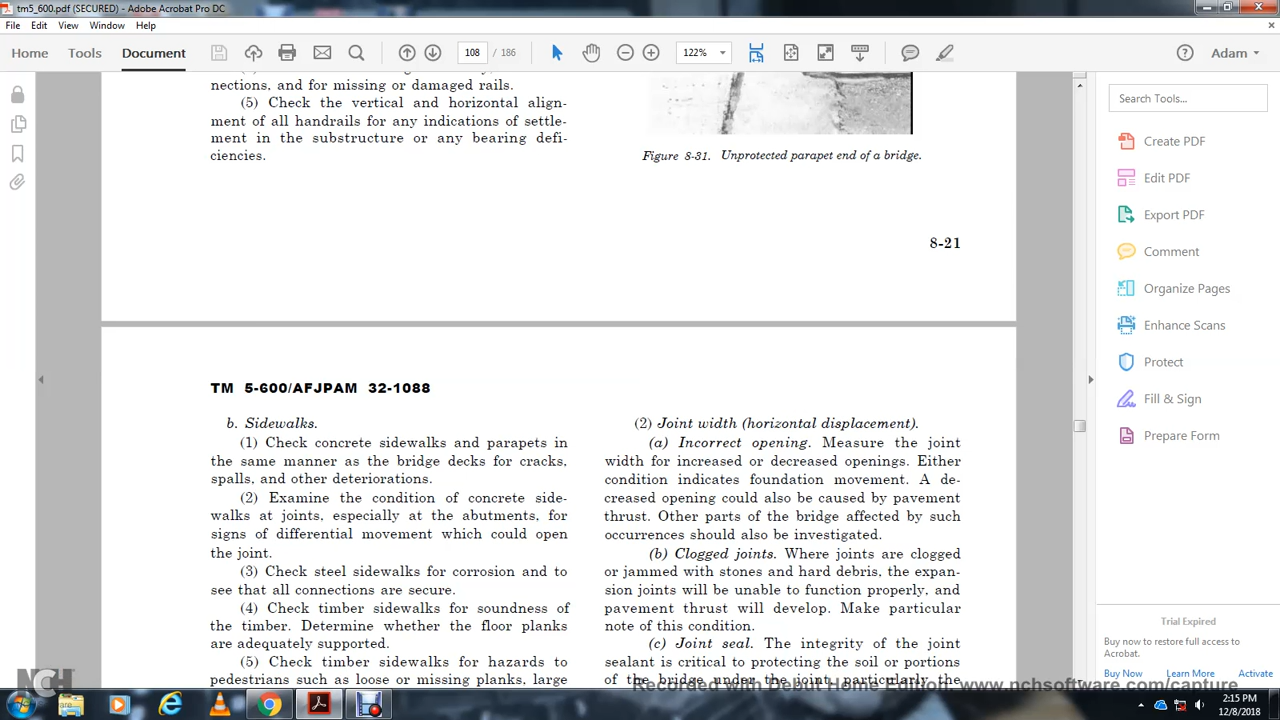 tm5_600.pdf (SECURED) - Adobe Acrobat Pro DC
File Edit View Window Help
Home Tools Document 108 / 186 122% Adam
nections, and for missing or damaged rails.
(5) Check the vertical and horizontal align-
ment of all handrails for any indications of settle-
ment in the substructure or any bearing defi-
ciencies.
Figure 8-31. Unprotected parapet end of a bridge.
8-21
TM 5-600/AFJPAM 32-1088
b. Sidewalks.
(1) Check concrete sidewalks and parapets in
the same manner as the bridge decks for cracks,
spalls, and other deteriorations.
(2) Examine the condition of concrete side-
walks at joints, especially at the abutments, for
signs of differential movement which could open
the joint.
(3) Check steel sidewalks for corrosion and to
see that all connections are secure.
(4) Check timber sidewalks for soundness of
the timber. Determine whether the floor planks
are adequately supported.
(5) Check timber sidewalks for hazards to
pedestrians such as loose or missing planks, large
(2) Joint width (horizontal displacement).
(a) Incorrect opening. Measure the joint
width for increased or decreased openings. Either
condition indicates foundation movement. A de-
creased opening could also be caused by pavement
thrust. Other parts of the bridge affected by such
occurrences should also be investigated.
(b) Clogged joints. Where joints are clogged
or jammed with stones and hard debris, the expan-
sion joints will be unable to function properly, and
pavement thrust will develop. Make particular
note of this condition.
(c) Joint seal. The integrity of the joint
sealant is critical to protecting the soil or portions
of the bridge under the joint, particularly the
Search Tools...
Create PDF
Edit PDF
Export PDF
Comment
Organize Pages
Enhance Scans
Protect
Fill & Sign
Prepare Form
Trial Expired
Buy now to restore full access to
Acrobat.
Buy Now Learn More Activate
NCH
Recorded with Debut Home Edition. www.nchsoftware.com/capture
2:15 PM
12/8/2018